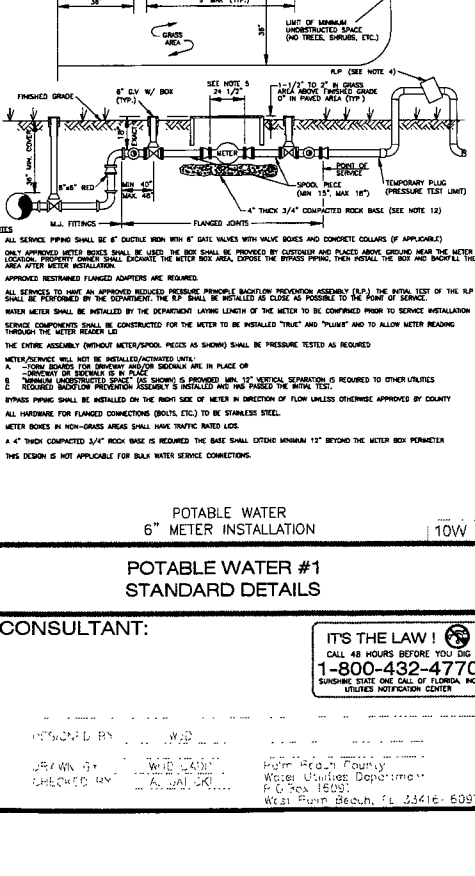 36"
5' MAX (TYP.)
36"
GRASS
AREA
LIMIT OF MINIMUM
UNOBSTRUCTED SPACE
(NO TREES, SHRUBS, ETC.)
R.P (SEE NOTE 4)
FINISHED GRADE
6" G.V W/ BOX
(TYP.)
SEE NOTE 5
24 1/2"
1-1/2" TO 2" IN GRASS
AREA ABOVE FINISHED GRADE
0" IN PAVED AREA (TYP )
36" MIN. COVER
18"
EXACT
METER
8"x6" RED
MIN 40"
MAX. 46"
SPOOL PIECE
(MIN 15", MAX 18")
POINT OF
SERVICE
TEMPORARY PLUG
(PRESSURE TEST LIMIT)
4" THICK 3/4" COMPACTED ROCK BASE (SEE NOTE 12)
M.J. FITTINGS
FLANGED JOINTS
ALL SERVICE PIPING SHALL BE 6" DUCTILE IRON WITH 6" GATE VALVES WITH VALVE BOXES AND CONCRETE COLLARS (IF APPLICABLE)
ONLY APPROVED METER BOXES SHALL BE USED THE BOX SHALL BE PROVIDED BY CUSTOMER AND PLACED ABOVE GROUND NEAR THE METER
LOCATION. PROPERTY OWNER SHALL EXCAVATE THE METER BOX AREA, EXPOSE THE BYPASS PIPING, THEN INSTALL THE BOX AND BACKFILL THE
AREA AFTER METER INSTALLATION.
APPROVED RESTRAINED FLANGED ADAPTERS ARE REQUIRED.
ALL SERVICES TO HAVE AN APPROVED REDUCED PRESSURE PRINCIPLE BACKFLOW PREVENTION ASSEMBLY (R.P.) THE INITIAL TEST OF THE R.P
SHALL BE PERFORMED BY THE DEPARTMENT. THE R.P SHALL BE INSTALLED AS CLOSE AS POSSIBLE TO THE POINT OF SERVICE.
WATER METER SHALL BE INSTALLED BY THE DEPARTMENT LAYING LENGTH OF THE METER TO BE CONFIRMED PRIOR TO SERVICE INSTALLATION
SERVICE COMPONENTS SHALL BE CONSTRUCTED FOR THE METER TO BE INSTALLED "TRUE" AND "PLUMB" AND TO ALLOW METER READING
THROUGH THE METER READER LID
THE ENTIRE ASSEMBLY (WITHOUT METER/SPOOL PIECES AS SHOWN) SHALL BE PRESSURE TESTED AS REQUIRED
METER/SERVICE WILL NOT BE INSTALLED/ACTIVATED UNTIL:
A. -FORM BOARDS FOR DRIVEWAY AND/OR SIDEWALK ARE IN PLACE OR
-DRIVEWAY OR SIDEWALK IS IN PLACE
B. "MINIMUM UNOBSTRUCTED SPACE" (AS SHOWN) IS PROVIDED MIN. 12" VERTICAL SEPARATION IS REQUIRED TO OTHER UTILITIES
C REQUIRED BACKFLOW PREVENTION ASSEMBLY IS INSTALLED AND HAS PASSED THE INITIAL TEST.
BYPASS PIPING SHALL BE INSTALLED ON THE RIGHT SIDE OF METER IN DIRECTION OF FLOW UNLESS OTHERWISE APPROVED BY COUNTY
ALL HARDWARE FOR FLANGED CONNECTIONS (BOLTS, ETC.) TO BE STAINLESS STEEL.
METER BOXES IN NON-GRASS AREAS SHALL HAVE TRAFFIC RATED LIDS.
A 4" THICK COMPACTED 3/4" ROCK BASE IS REQUIRED THE BASE SHALL EXTEND MINIMUM 12" BEYOND THE METER BOX PERIMETER
THIS DESIGN IS NOT APPLICABLE FOR BULK WATER SERVICE CONNECTIONS.
POTABLE WATER
6" METER INSTALLATION
10W
POTABLE WATER #1
STANDARD DETAILS
CONSULTANT:
IT'S THE LAW !
CALL 48 HOURS BEFORE YOU DIG
1-800-432-4770
SUNSHINE STATE ONE CALL OF FLORIDA, INC
UTILITIES NOTIFICATION CENTER
DESIGNED BY WUD
DRAWN BY WUD CADD
CHECKED BY
Palm Beach County
Water Utilities Department
P O Box 16097
West Palm Beach, FL 33416-6097